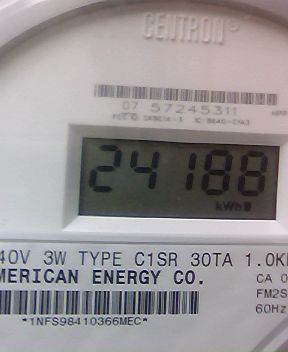 CENTRON®
07 57245311
24188
kWh
40V 3W TYPE C1SR 30TA 1.0K
MERICAN ENERGY CO.
CA 0
FM2S
60Hz
*1NFS98410366MEC*